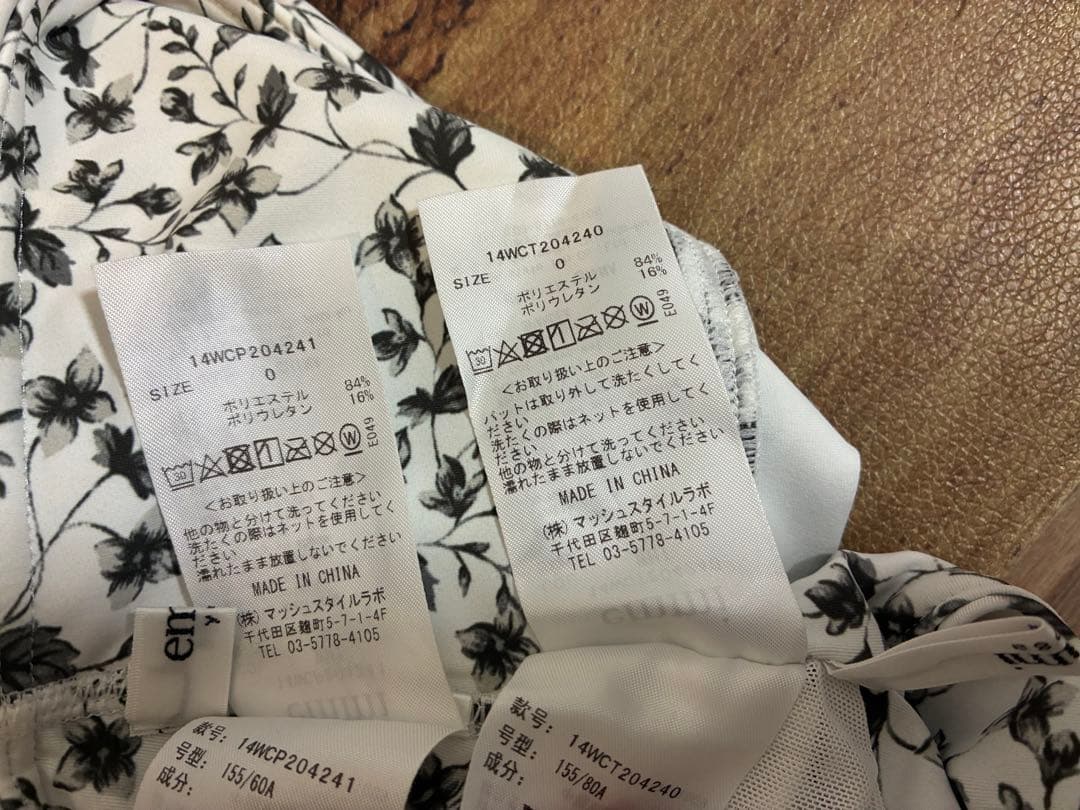 14WCP204241
SIZE 0
ポリエステル 84%
ポリウレタン 16%
30 W E049
<お取り扱い上のご注意>
他の物と分けて洗ってください
洗たくの際はネットを使用してく
ださい
濡れたまま放置しないでください
MADE IN CHINA
(株)マッシュスタイルラボ
千代田区麹町5-7-1-4F
TEL 03-5778-4105
14WCT204240
SIZE 0
ポリエステル 84%
ポリウレタン 16%
30 W E049
<お取り扱い上のご注意>
パットは取り外して洗たくしてく
ださい
洗たくの際はネットを使用してく
ださい
他の物と分けて洗ってください
濡れたまま放置しないでください
MADE IN CHINA
(株)マッシュスタイルラボ
千代田区麹町5-7-1-4F
TEL 03-5778-4105
款号: 14WCP204241
号型: 155/60A
成分:
款号: 14WCT204240
号型: 155/80A
成分: